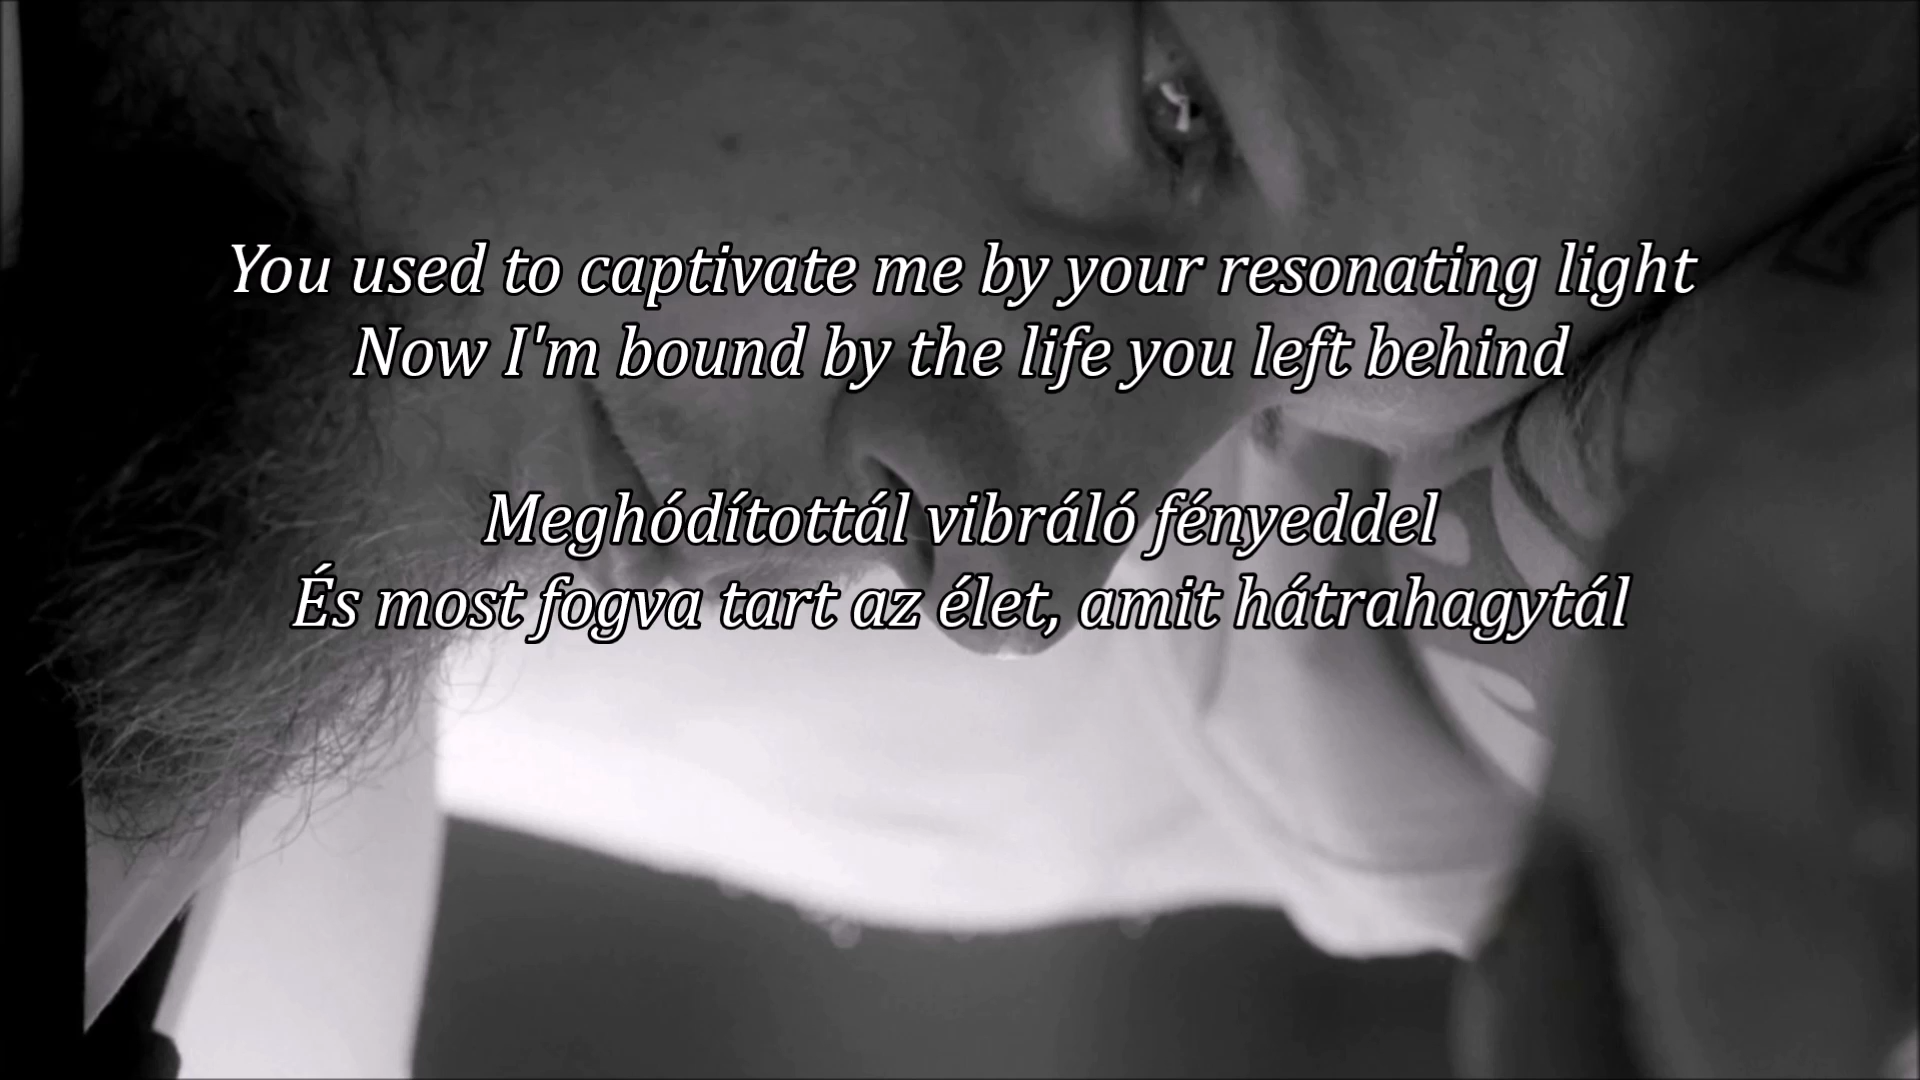 You used to captivate me by your resonating light
Now I'm bound by the life you left behind
Meghódítottál vibráló fényeddel
És most fogva tart az élet, amit hátrahagytál